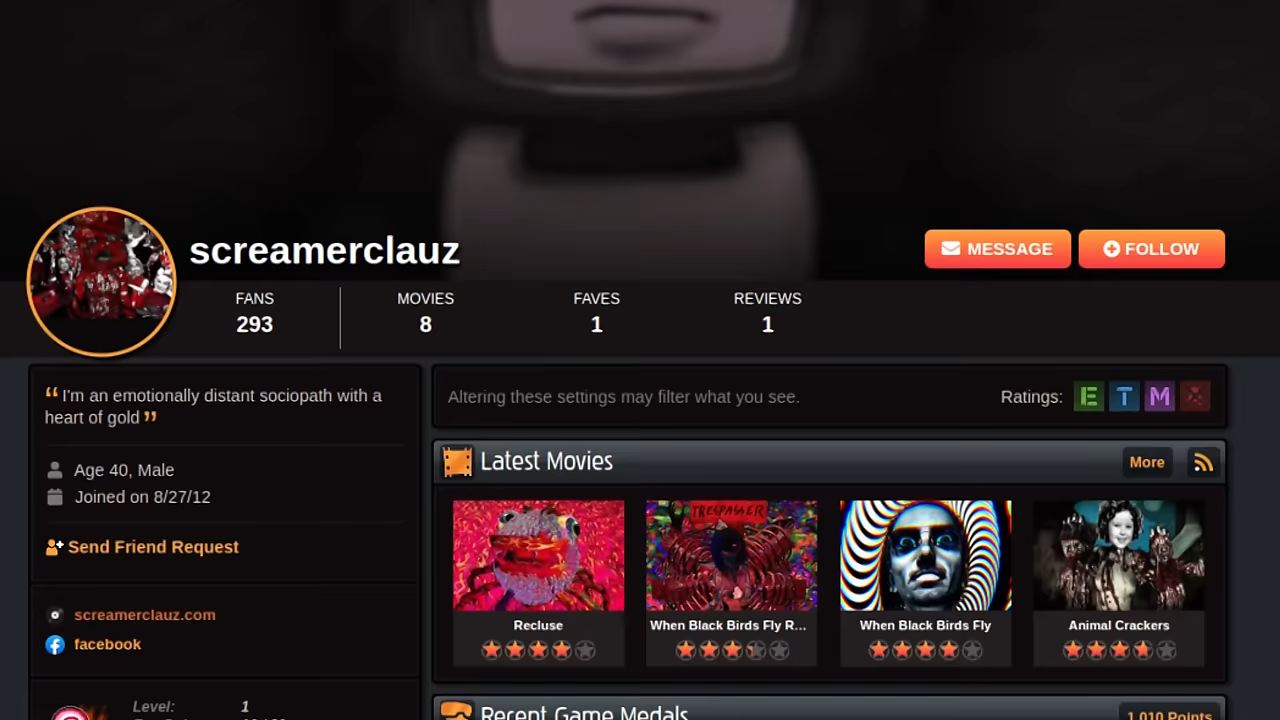 screamerclauz
MESSAGE
FOLLOW
FANS
MOVIES
FAVES
REVIEWS
293
8
1
1
“ I'm an emotionally distant sociopath with a
heart of gold ”
Age 40, Male
Joined on 8/27/12
Send Friend Request
screamerclauz.com
facebook
Level:
1
Altering these settings may filter what you see.
Ratings:
E
T
M
Latest Movies
More
TRESPASSER
Recluse
When Black Birds Fly R...
When Black Birds Fly
Animal Crackers
Recent Game Medals
1,010 Points